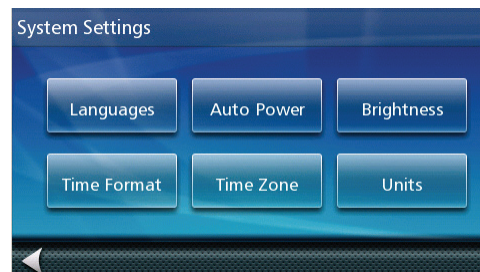 System Settings
Languages
Auto Power
Brightness
Time Format
Time Zone
Units